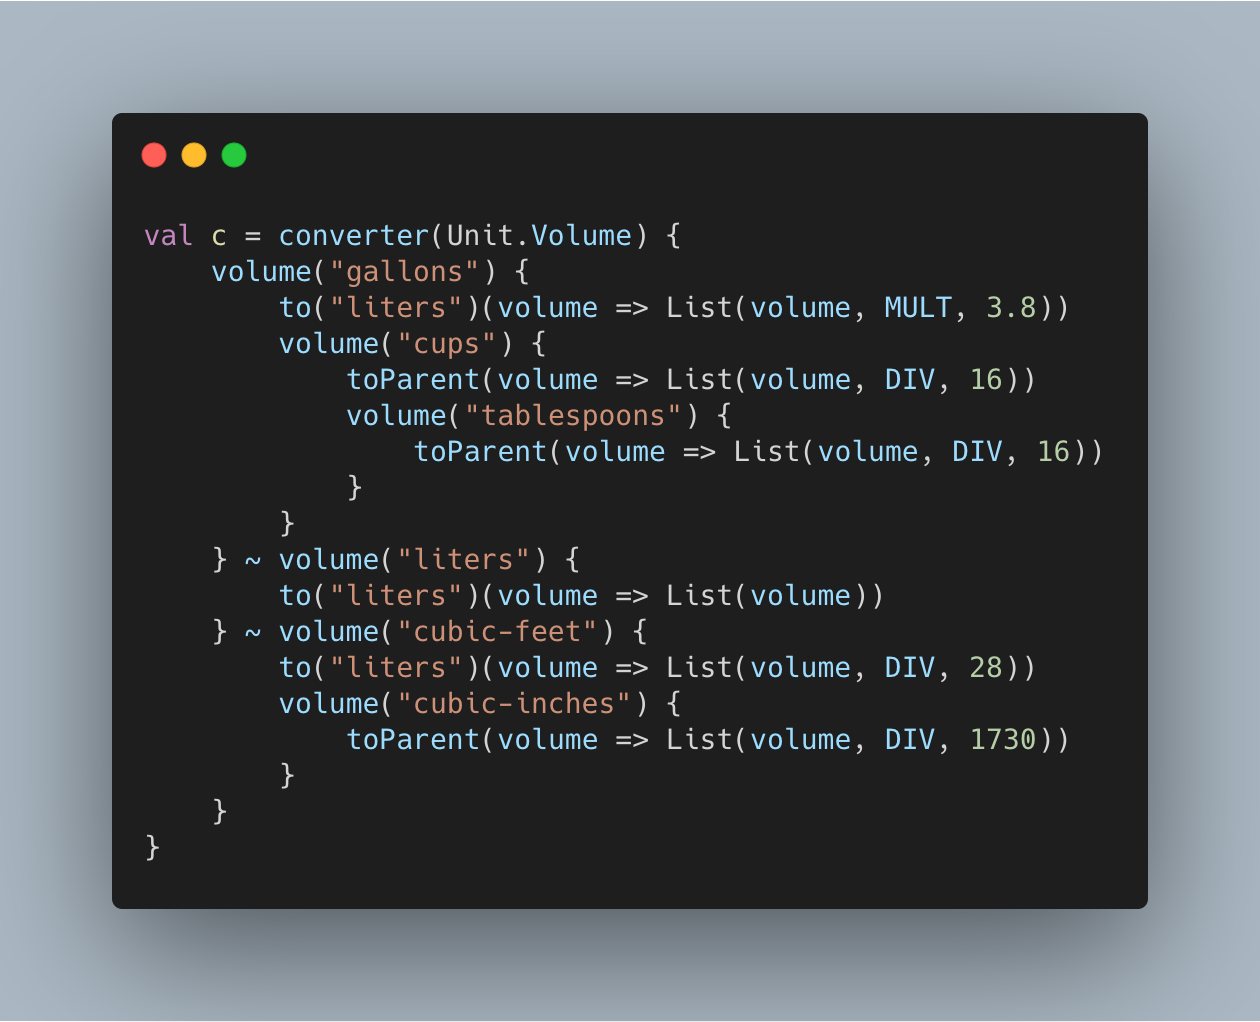 val c = converter(Unit.Volume) {
    volume("gallons") {
        to("liters")(volume => List(volume, MULT, 3.8))
        volume("cups") {
            toParent(volume => List(volume, DIV, 16))
            volume("tablespoons") {
                toParent(volume => List(volume, DIV, 16))
            }
        }
    } ~ volume("liters") {
        to("liters")(volume => List(volume))
    } ~ volume("cubic-feet") {
        to("liters")(volume => List(volume, DIV, 28))
        volume("cubic-inches") {
            toParent(volume => List(volume, DIV, 1730))
        }
    }
}